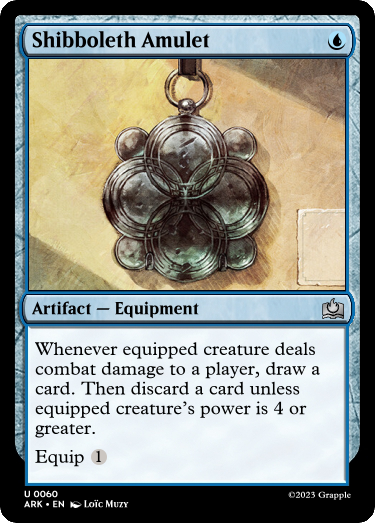 Shibboleth Amulet
Artifact — Equipment
Whenever equipped creature deals
combat damage to a player, draw a
card. Then discard a card unless
equipped creature's power is 4 or
greater.
Equip 1
U 0060
ARK • EN Loïc Muzy
©2023 Grapple